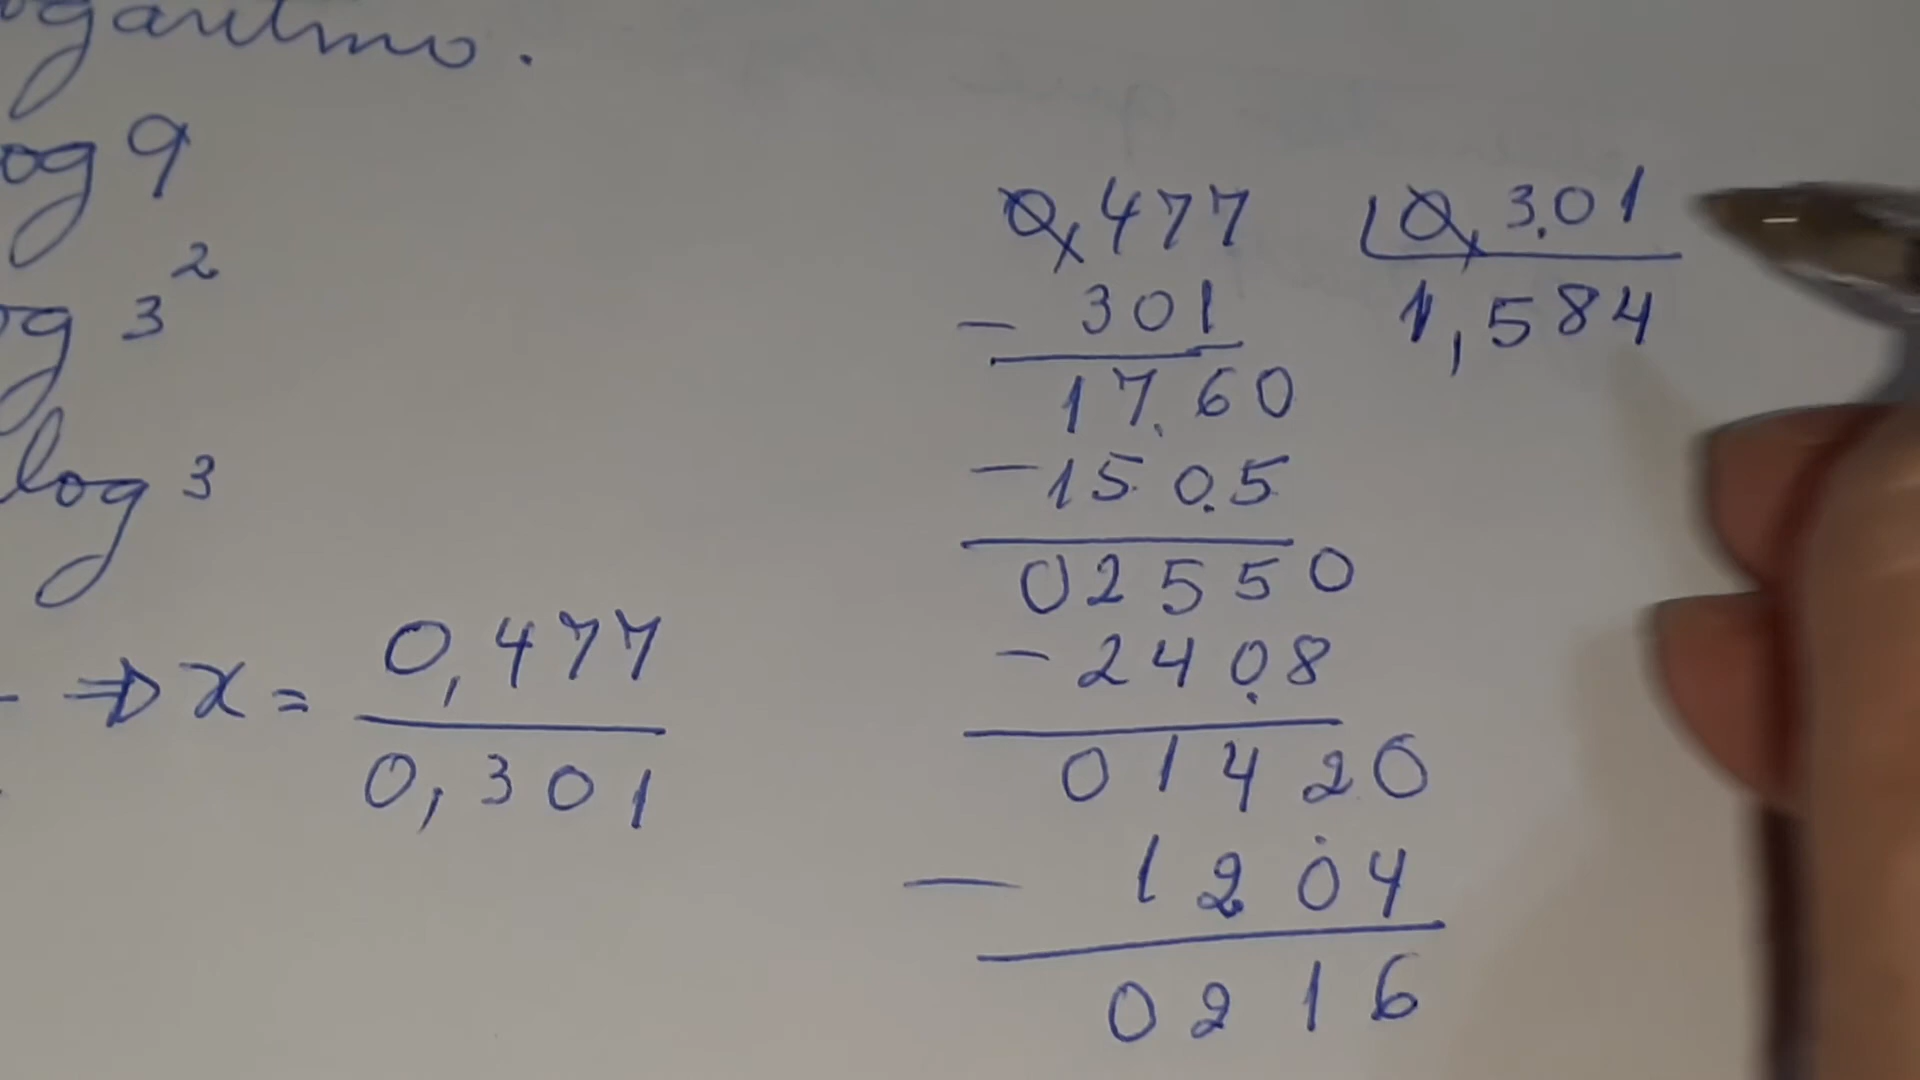 ogaritmo.
og 9
og 3²
log 3
⇒ x = 0,477
0,301
0,477 0,301
- 301 1,584
1760
- 1505
02550
- 2408
01420
- 1204
0216